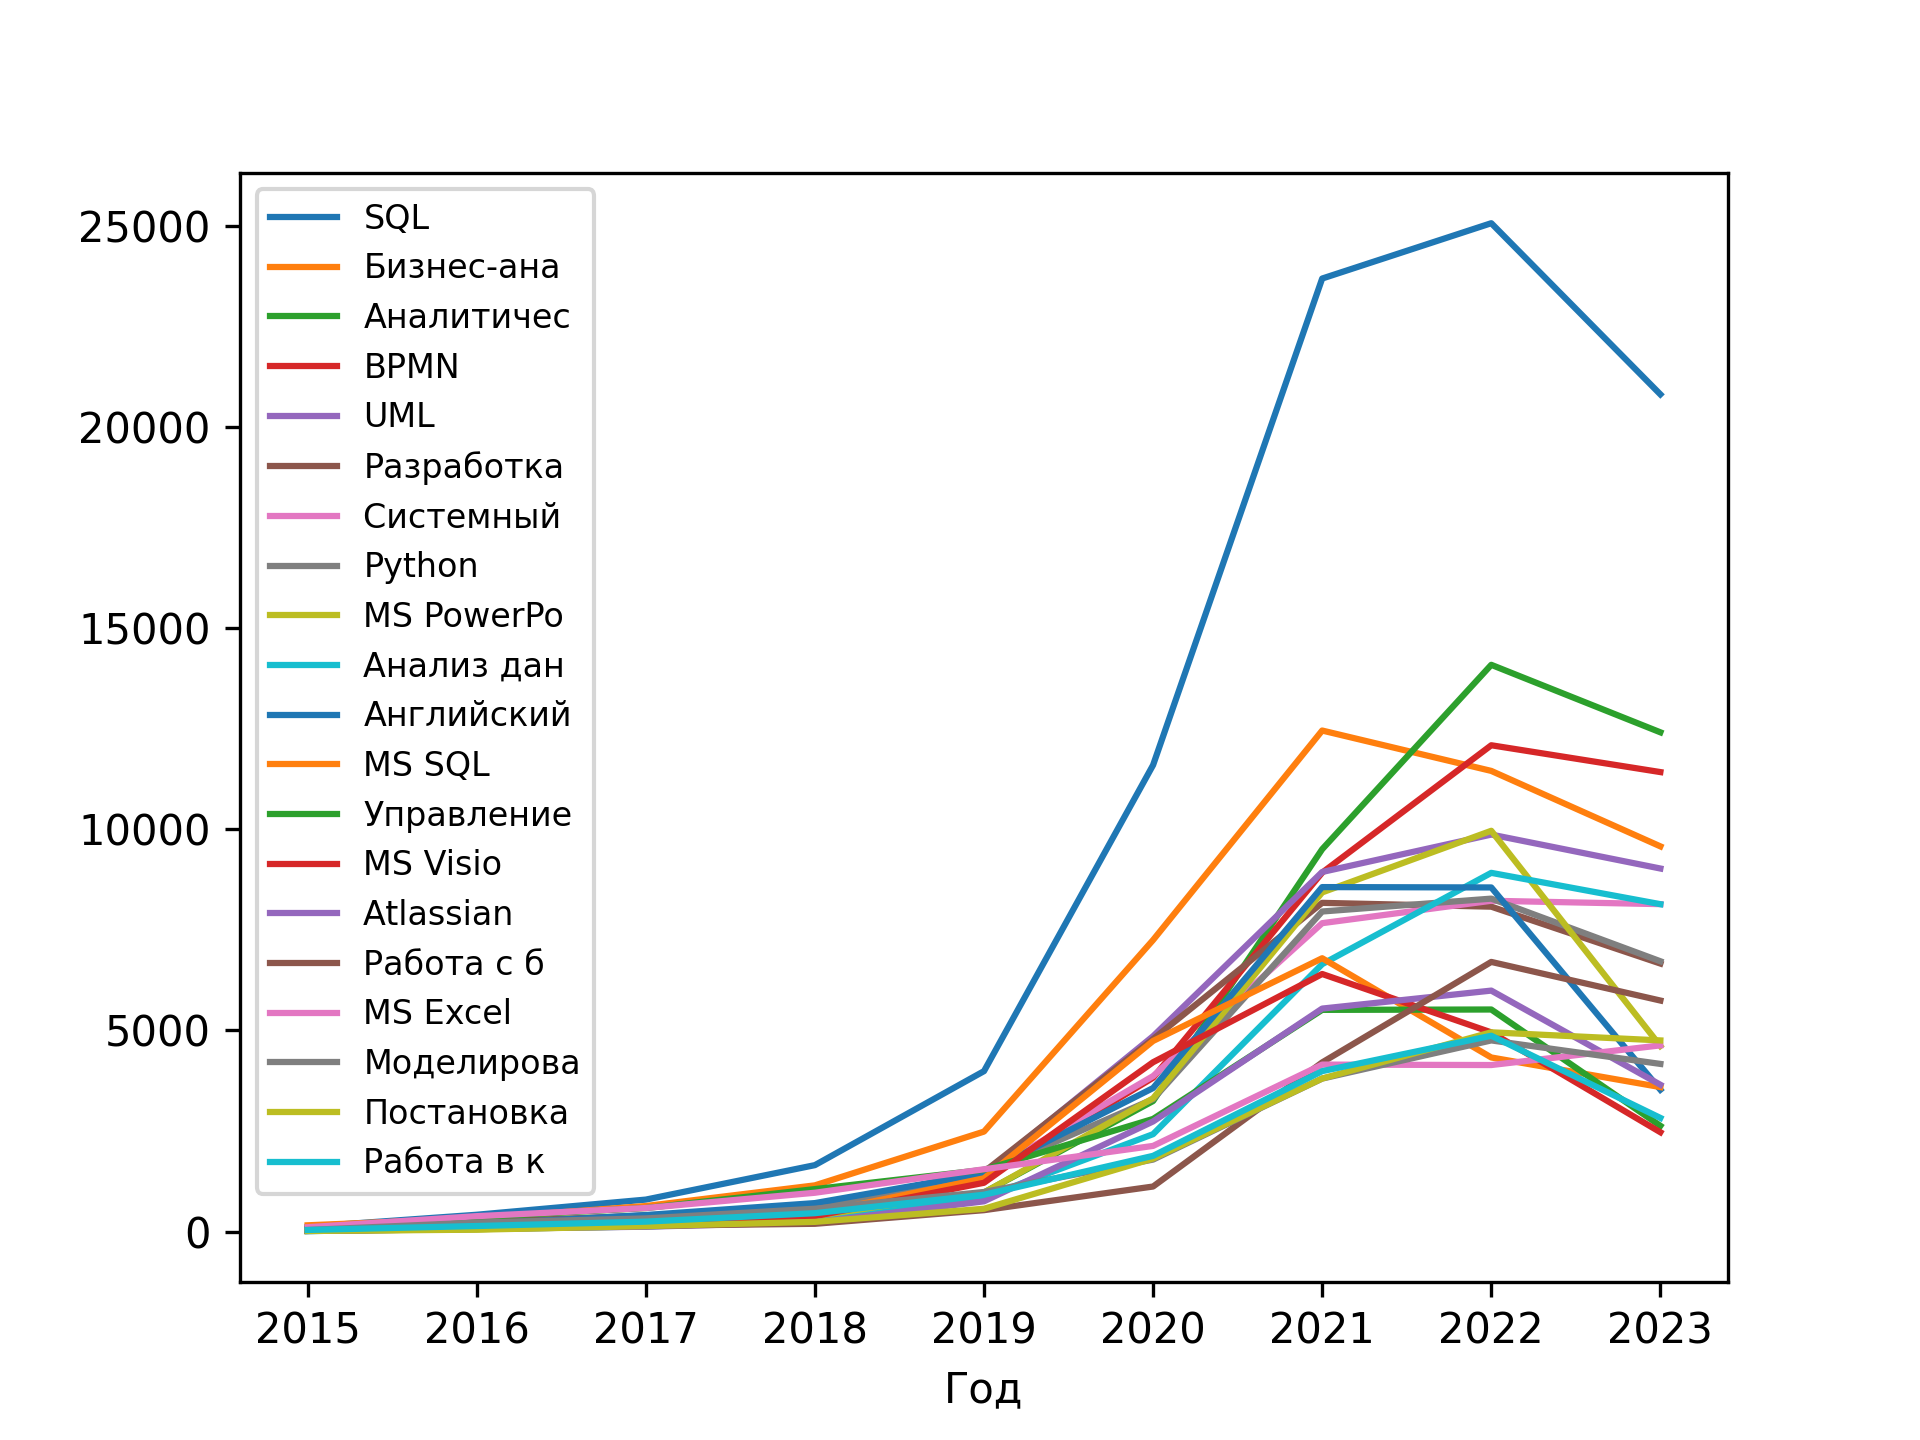 25000
20000
15000
10000
5000
0
SQL
Бизнес-ана
Аналитичес
BPMN
UML
Разработка
Системный
Python
MS PowerPo
Анализ дан
Английский
MS SQL
Управление
MS Visio
Atlassian
Работа с б
MS Excel
Моделирова
Постановка
Работа в к
2015 2016 2017 2018 2019 2020 2021 2022 2023
Год